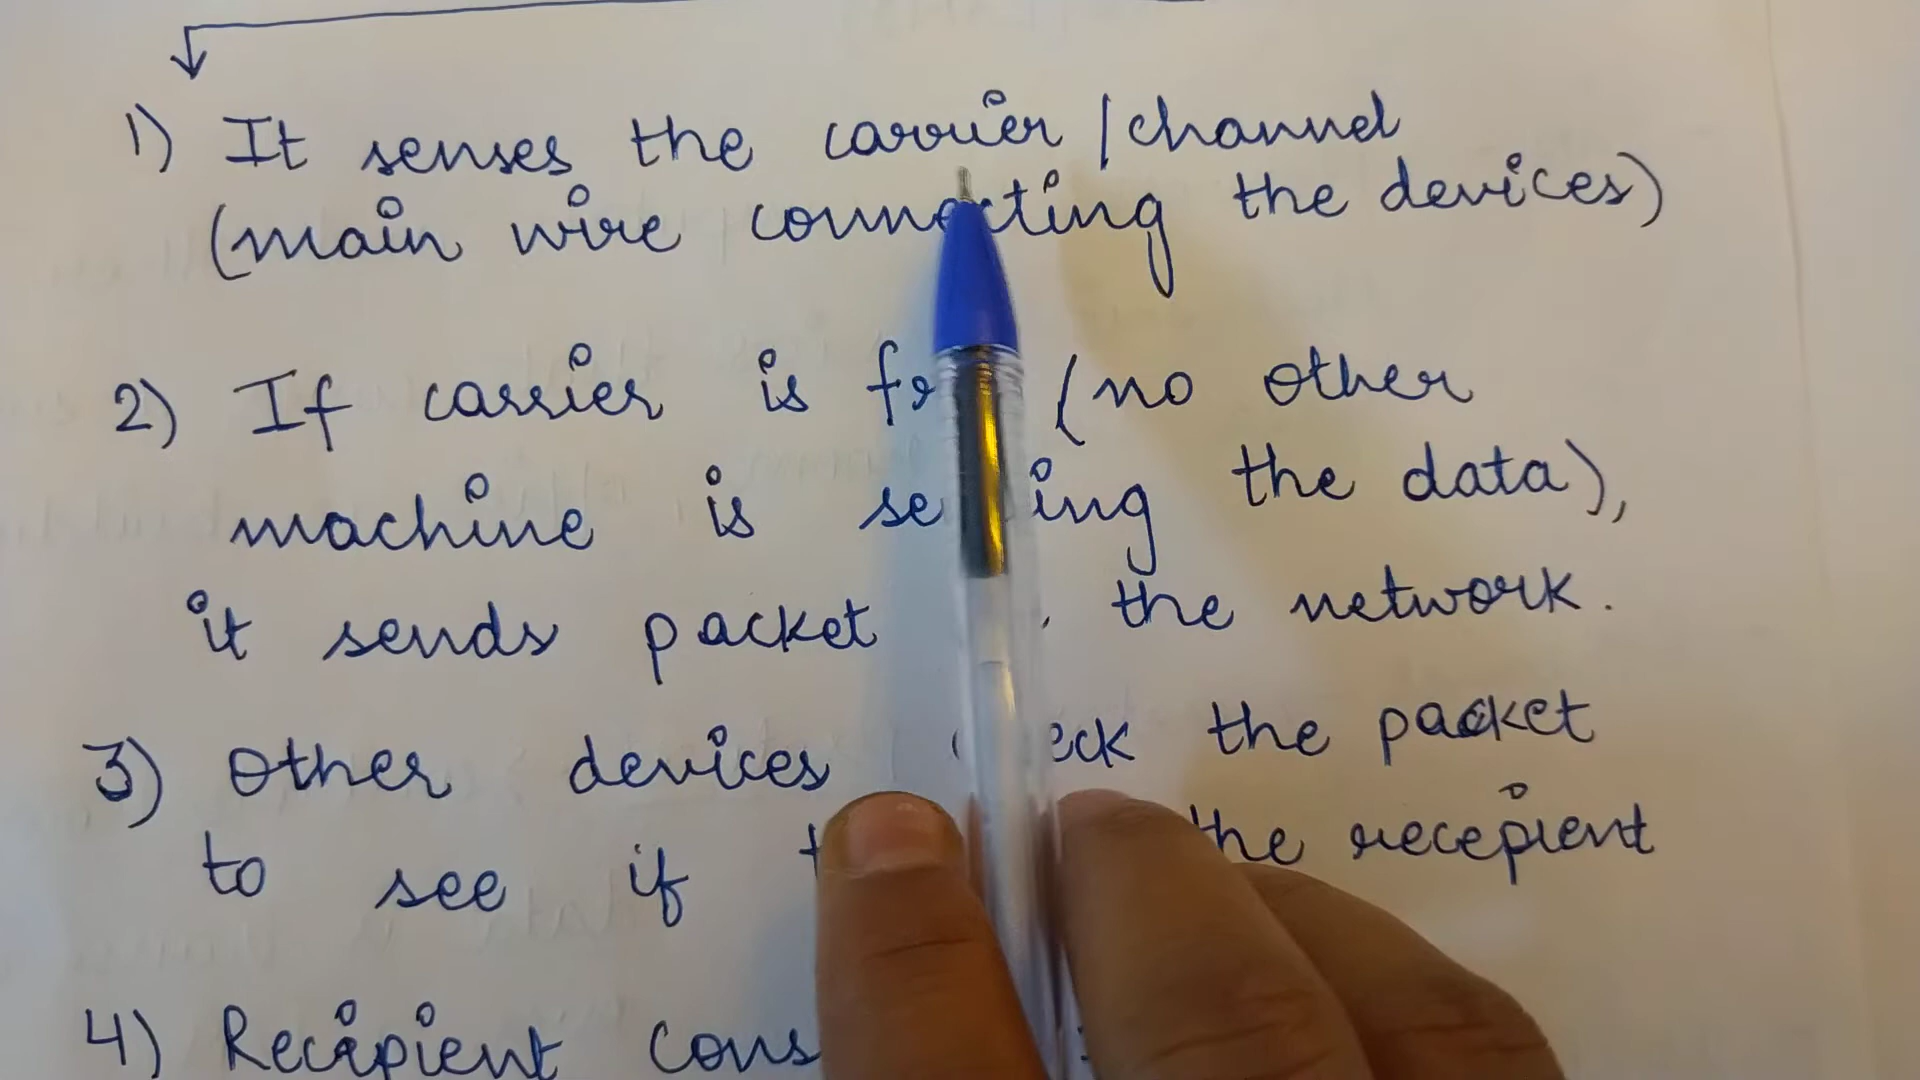 1) It senses the carrier / channel
(main wire connecting the devices)
2) If carrier is (no other
machine is the data),
it sends packet the network.
3) Other devices the packet
to see if the recepient
4) Recipient